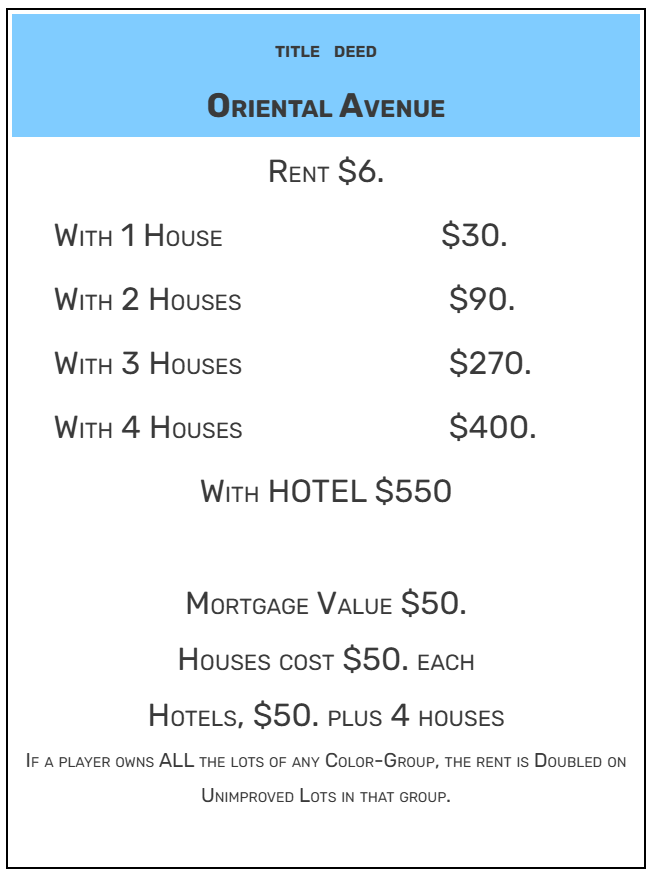 TITLE DEED
ORIENTAL AVENUE
RENT $6.
WITH 1 HOUSE $30.
WITH 2 HOUSES $90.
WITH 3 HOUSES $270.
WITH 4 HOUSES $400.
WITH HOTEL $550
MORTGAGE VALUE $50.
HOUSES COST $50. EACH
HOTELS, $50. PLUS 4 HOUSES
IF A PLAYER OWNS ALL THE LOTS OF ANY COLOR-GROUP, THE RENT IS DOUBLED ON
UNIMPROVED LOTS IN THAT GROUP.